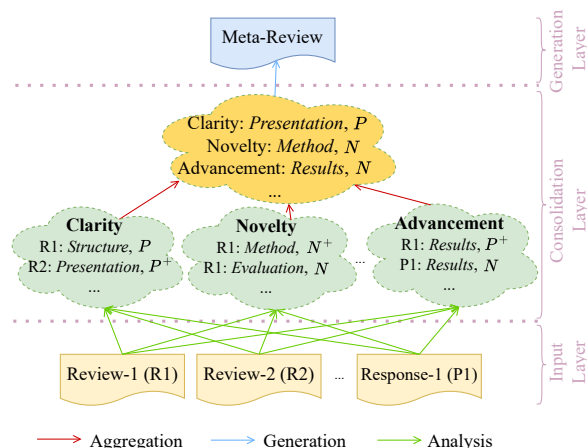 Meta-Review
Generation Layer
Clarity: Presentation, P
Novelty: Method, N
Advancement: Results, N
...
Consolidation Layer
Clarity
R1: Structure, P
R2: Presentation, P+
...
Novelty
R1: Method, N+
R1: Evaluation, N
...
...
Advancement
R1: Results, P+
P1: Results, N
...
Input Layer
Review-1 (R1)
Review-2 (R2)
...
Response-1 (P1)
Aggregation
Generation
Analysis